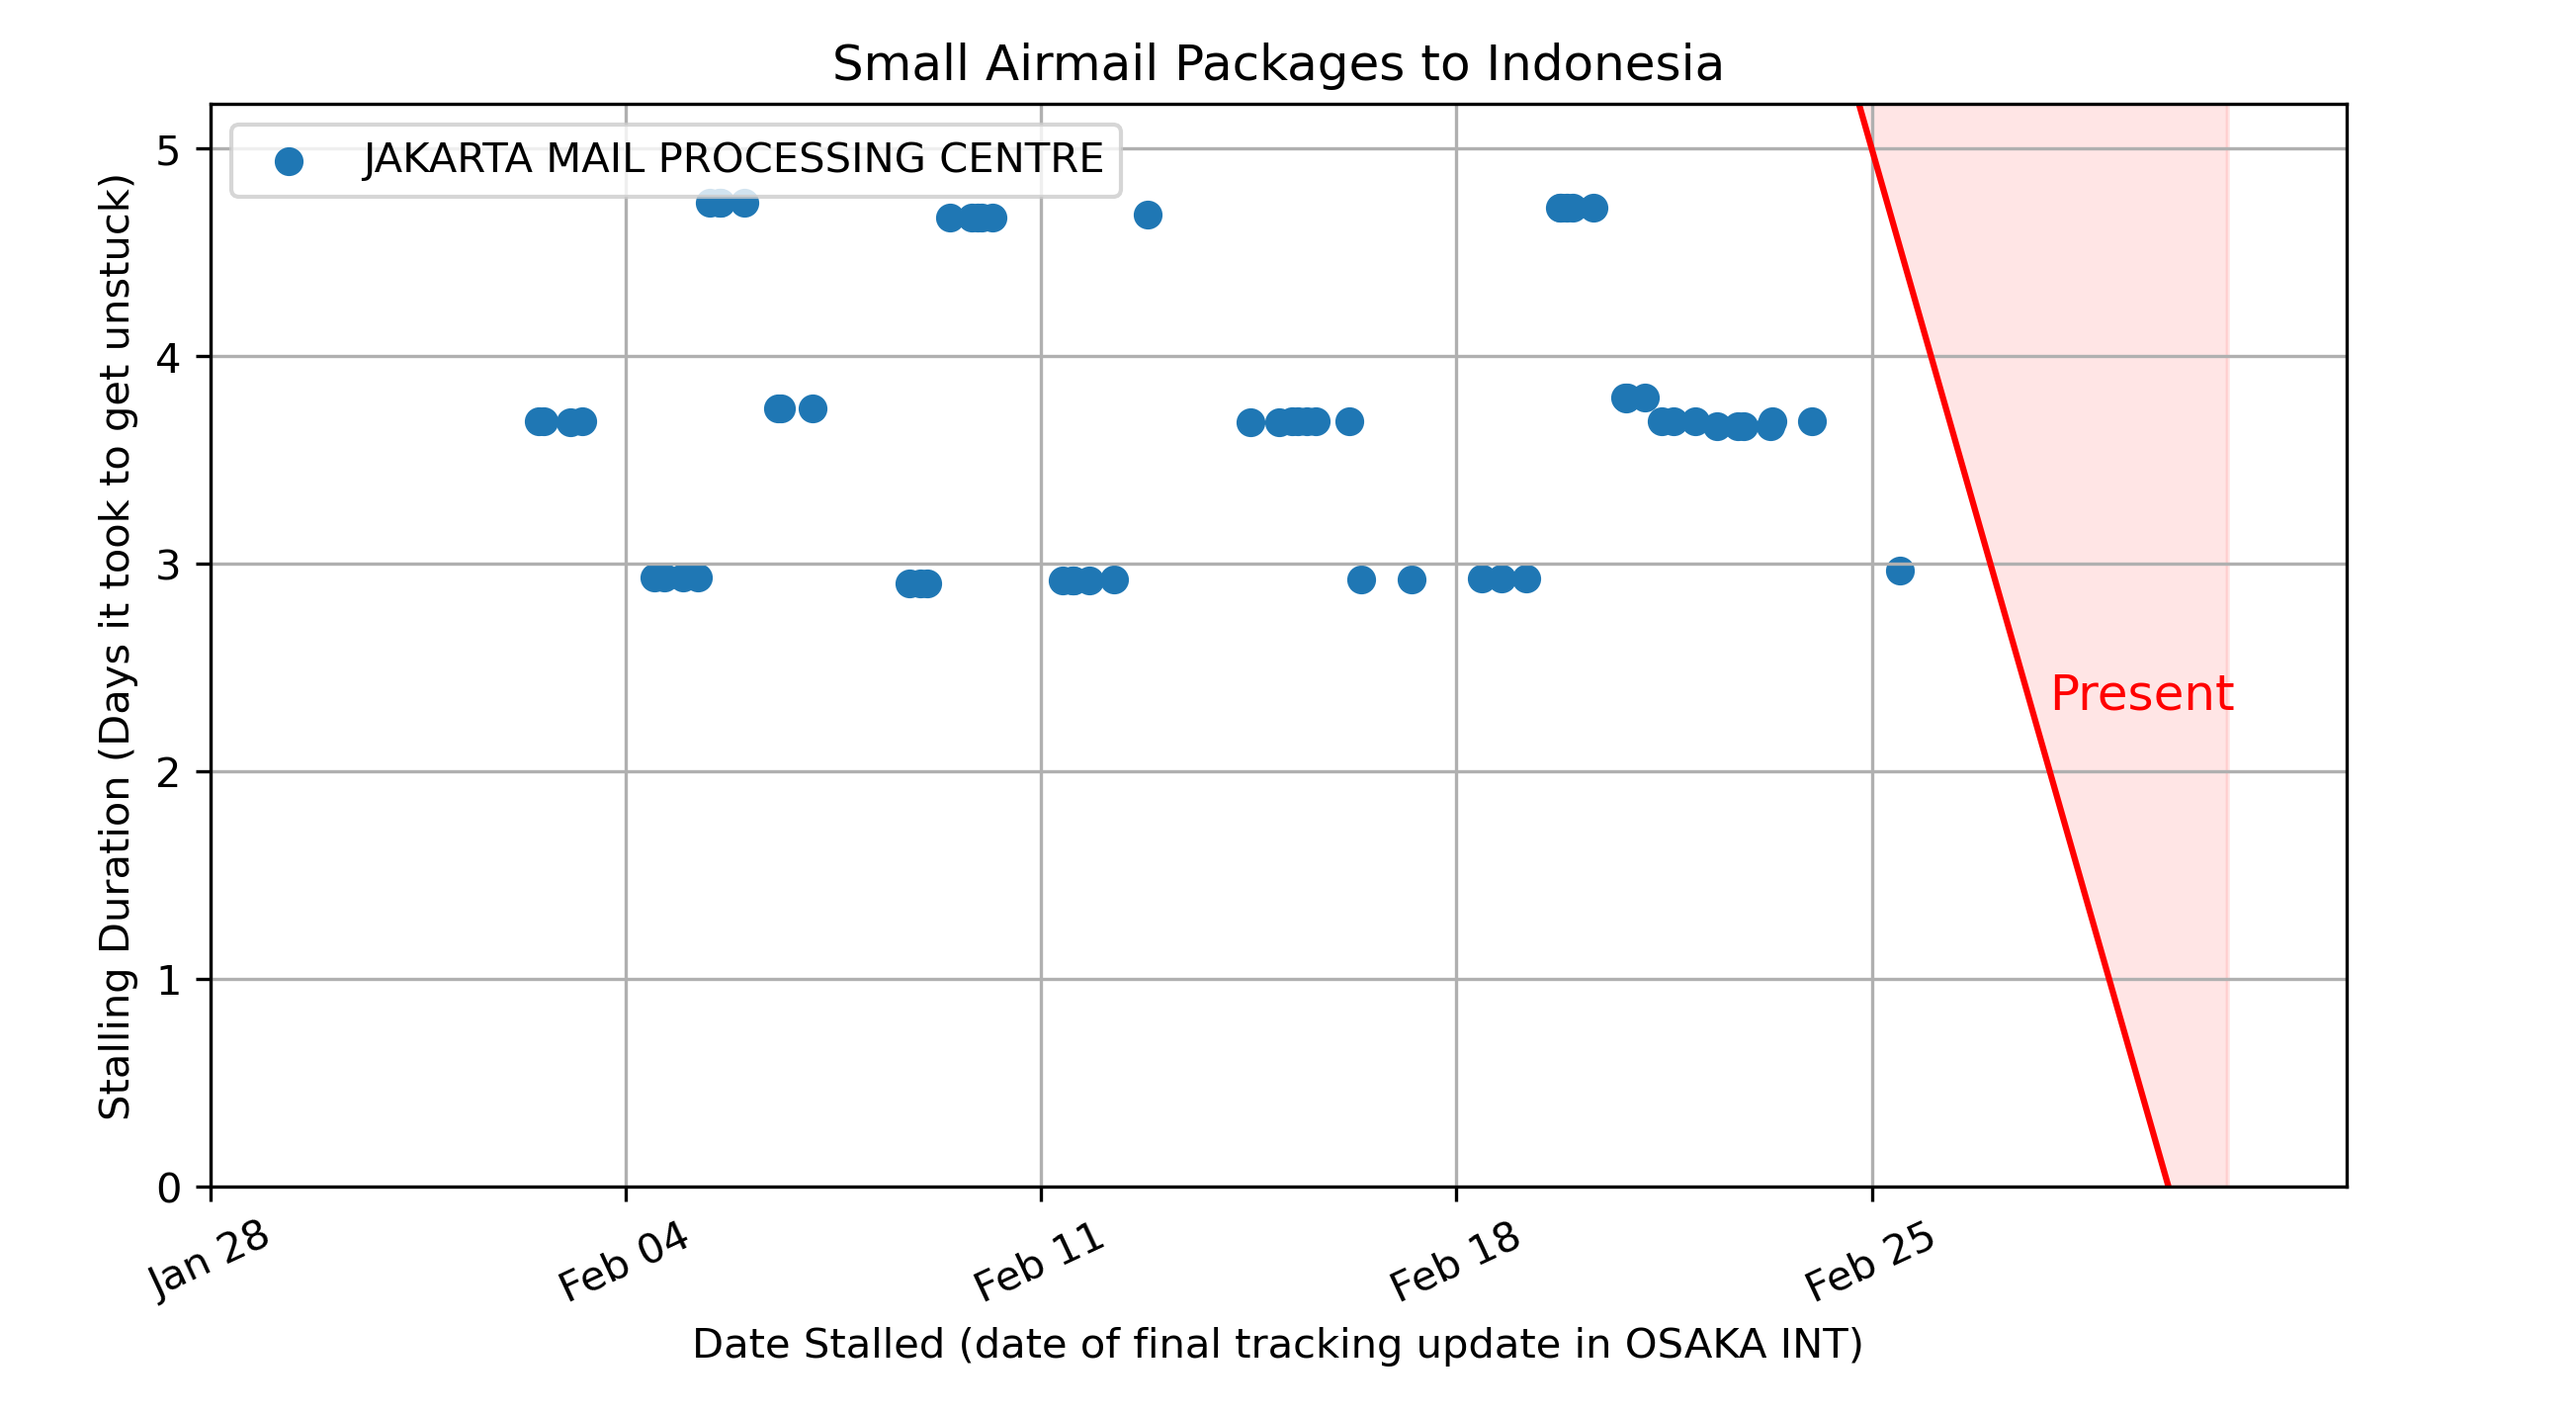 Small Airmail Packages to Indonesia
JAKARTA MAIL PROCESSING CENTRE
Stalling Duration (Days it took to get unstuck)
5
4
3
2
1
0
Present
Jan 28
Feb 04
Feb 11
Feb 18
Feb 25
Date Stalled (date of final tracking update in OSAKA INT)